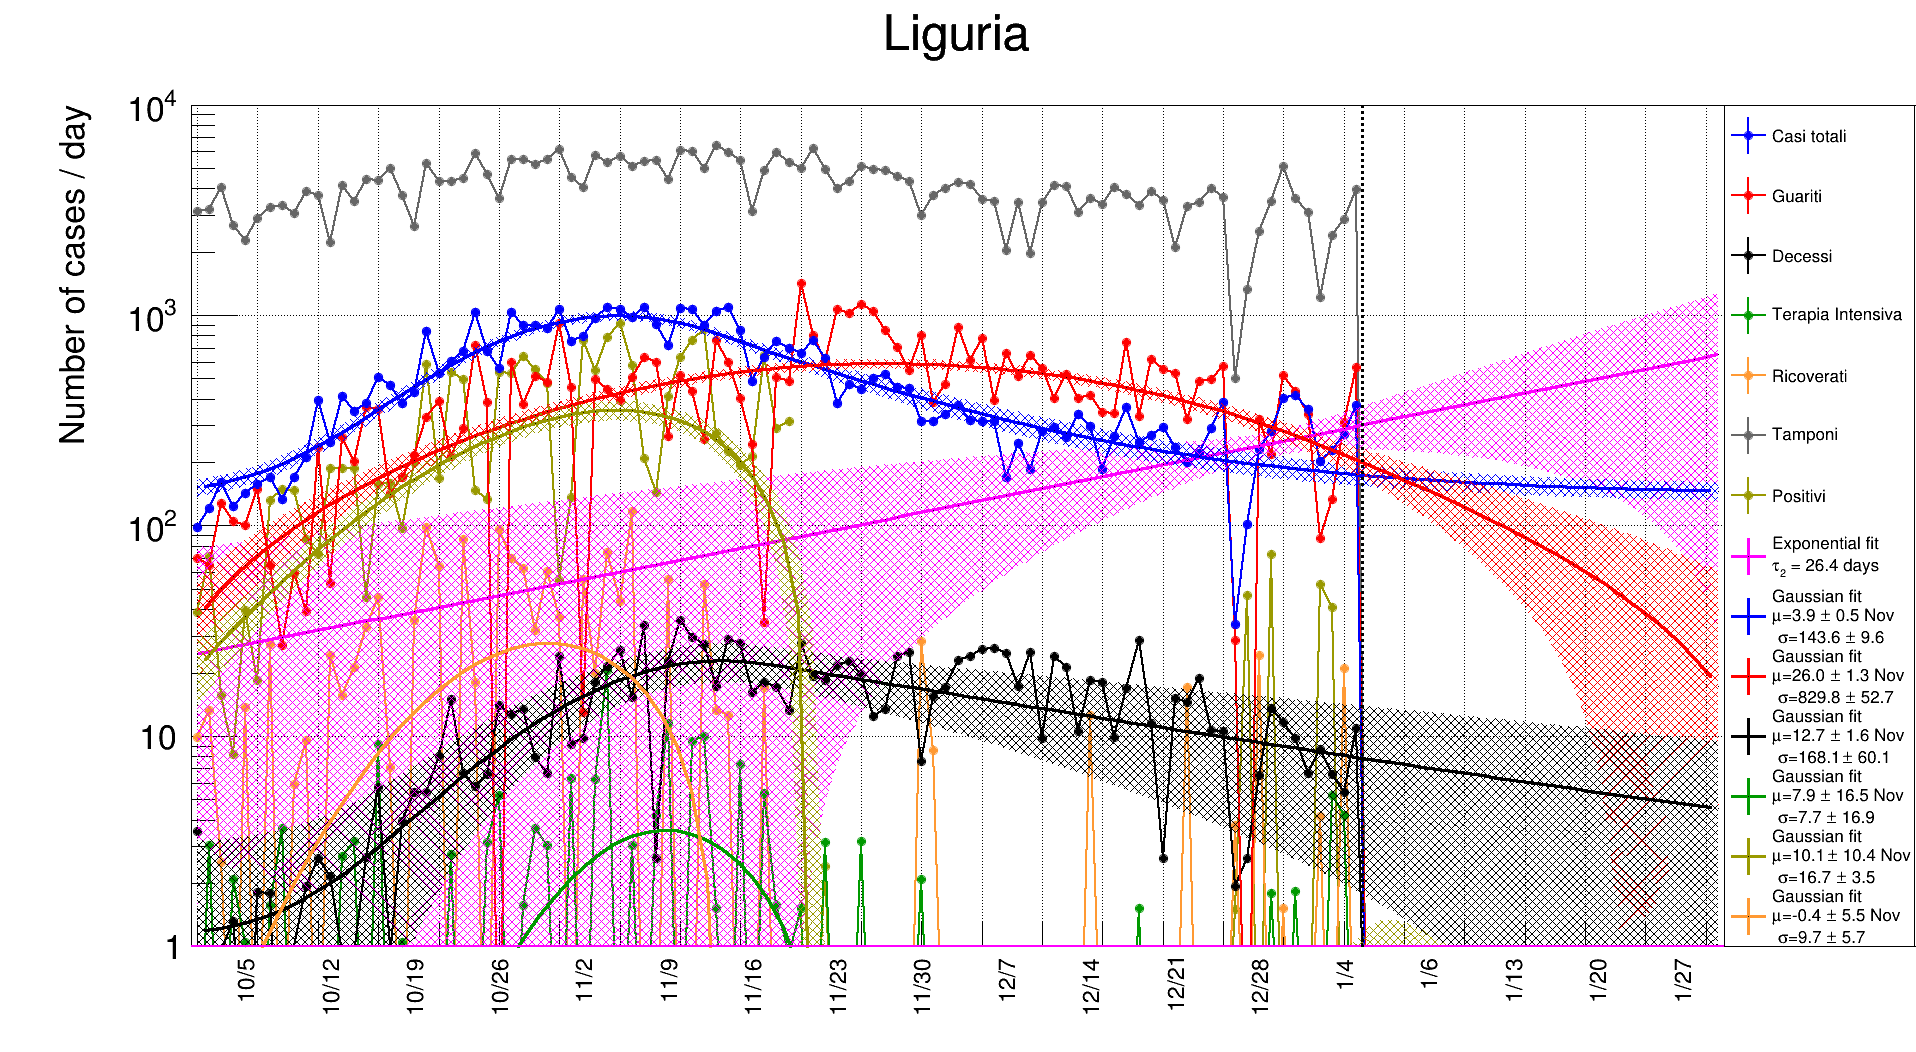 Liguria
Number of cases / day
10^4
10^3
10^2
10
1
10/5 10/12 10/19 10/26 11/2 11/9 11/16 11/23 11/30 12/7 12/14 12/21 12/28 1/4 1/6 1/13 1/20 1/27
Casi totali
Guariti
Decessi
Terapia Intensiva
Ricoverati
Tamponi
Positivi
Exponential fit
τ₂ = 26.4 days
Gaussian fit
μ=3.9 ± 0.5 Nov
σ=143.6 ± 9.6
Gaussian fit
μ=26.0 ± 1.3 Nov
σ=829.8 ± 52.7
Gaussian fit
μ=12.7 ± 1.6 Nov
σ=168.1 ± 60.1
Gaussian fit
μ=7.9 ± 16.5 Nov
σ=7.7 ± 16.9
Gaussian fit
μ=10.1 ± 10.4 Nov
σ=16.7 ± 3.5
Gaussian fit
μ=-0.4 ± 5.5 Nov
σ=9.7 ± 5.7